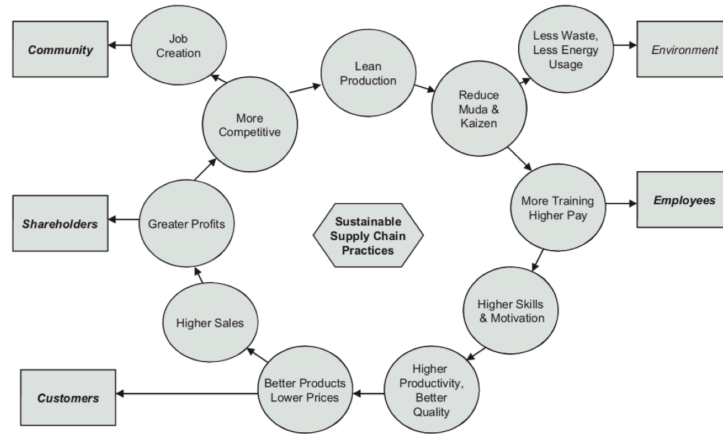 Community
Job
Creation
Lean
Production
Less Waste,
Less Energy
Usage
Environment
More
Competitive
Reduce
Muda &
Kaizen
Shareholders
Greater Profits
Sustainable
Supply Chain
Practices
More Training
Higher Pay
Employees
Higher Sales
Higher Skills
& Motivation
Customers
Better Products
Lower Prices
Higher
Productivity,
Better
Quality